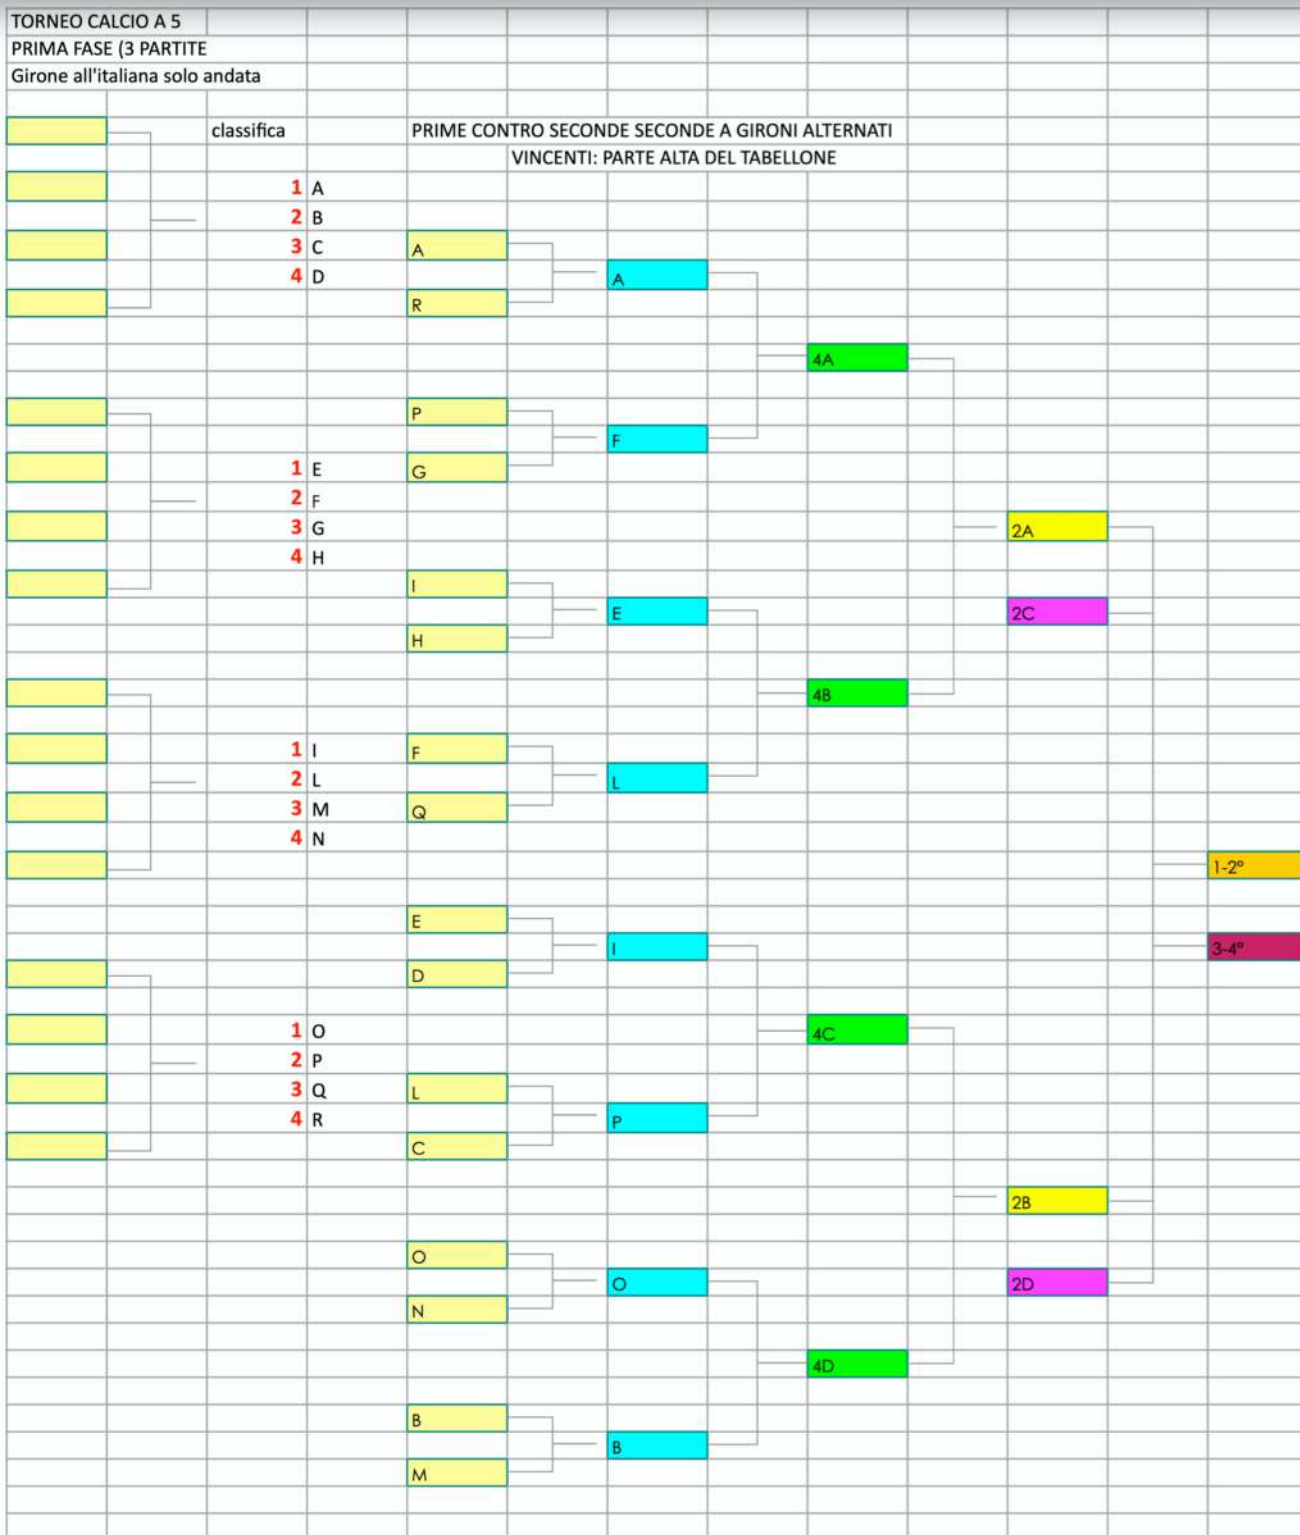 TORNEO CALCIO A 5
PRIMA FASE (3 PARTITE
Girone all'italiana solo andata
classifica PRIME CONTRO SECONDE SECONDE A GIRONI ALTERNATI
VINCENTI: PARTE ALTA DEL TABELLONE
1 A
2 B
3 C A
4 D A
R
4A
P
F
1 E G
2 F
3 G 2A
4 H
I
E 2C
H
4B
1 I F
2 L L
3 M Q
4 N
1-2°
E
I 3-4°
D
1 O 4C
2 P
3 Q L
4 R P
C
2B
O
O 2D
N
4D
B
B
M